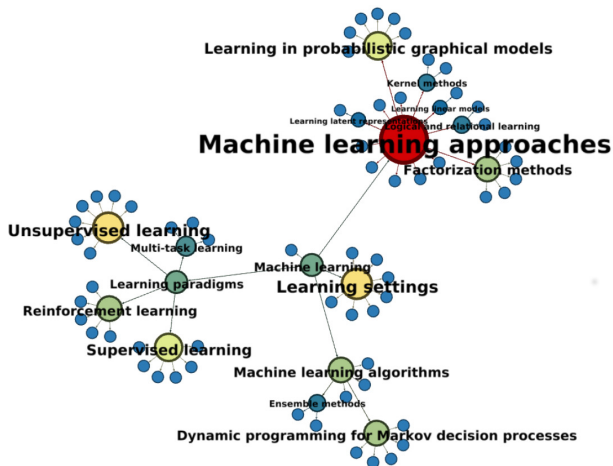 Learning in probabilistic graphical models
Kernel methods
Learning linear models
Learning latent representations
Logical and relational learning
Machine learning approaches
Factorization methods
Unsupervised learning
Multi-task learning
Machine learning
Learning paradigms
Learning settings
Reinforcement learning
Supervised learning
Machine learning algorithms
Ensemble methods
Dynamic programming for Markov decision processes